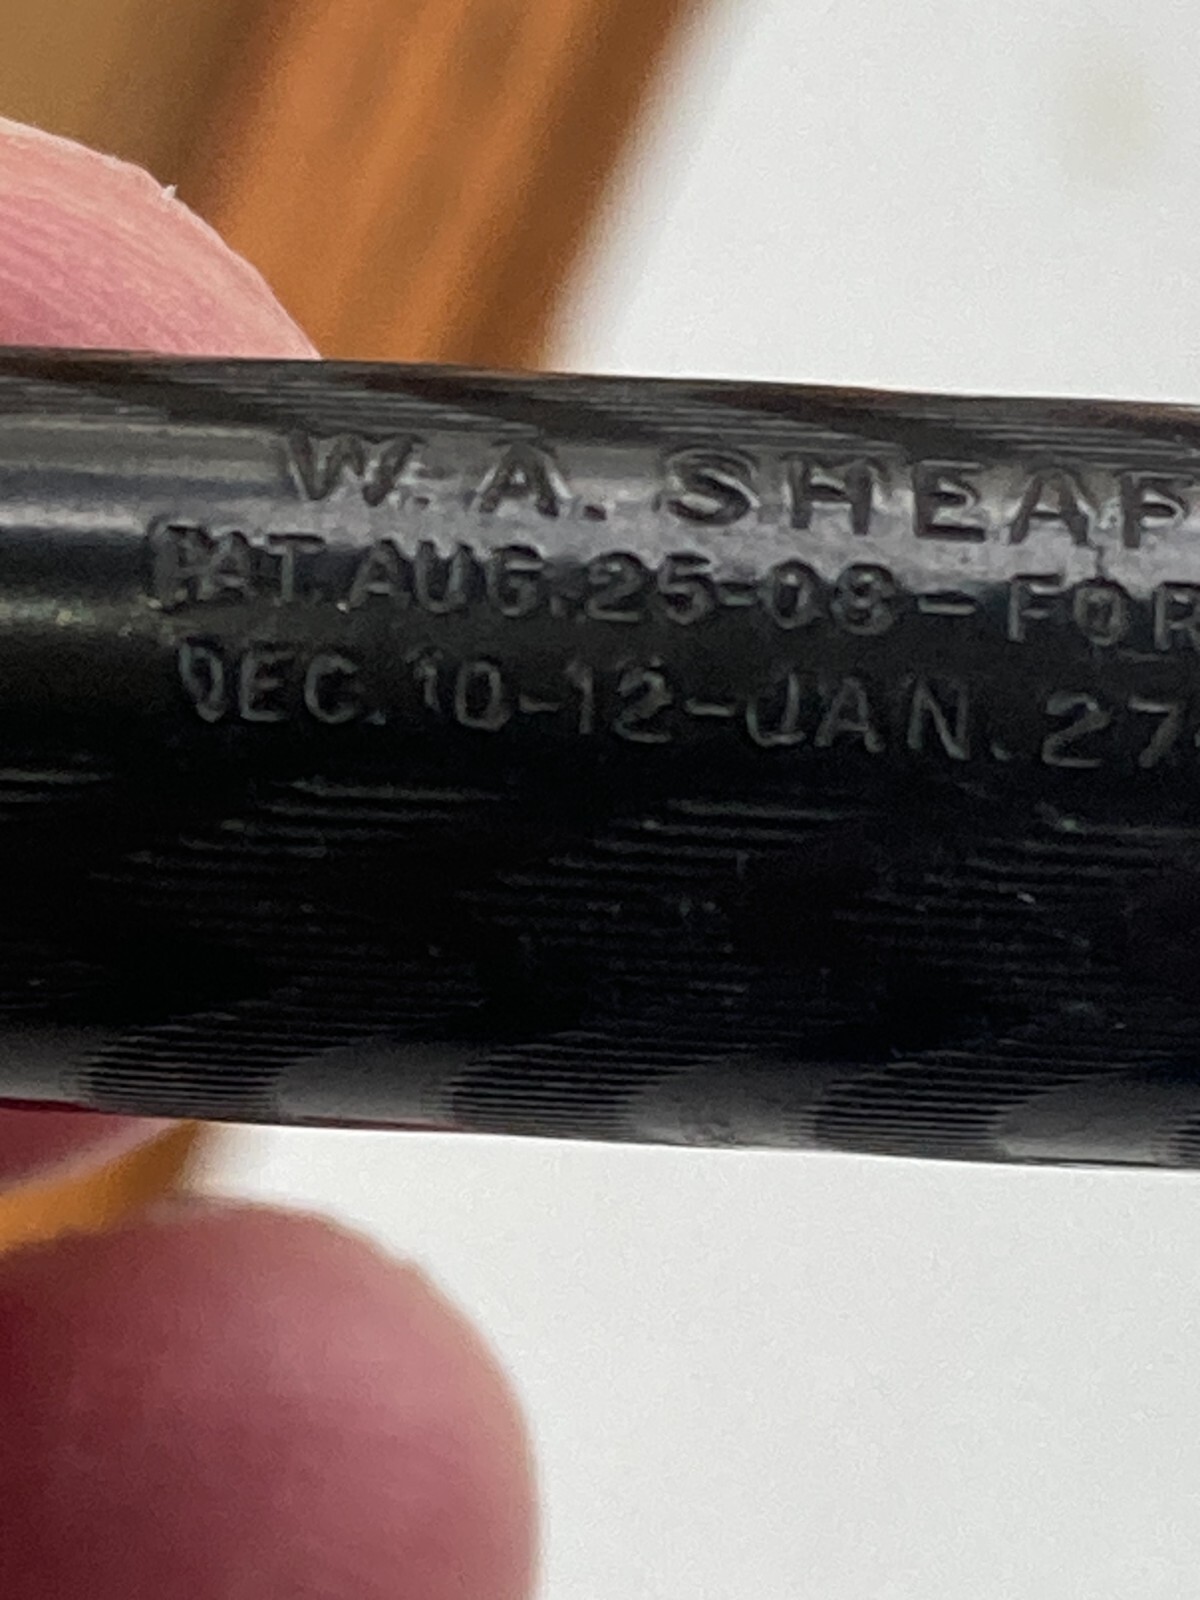 W. A. SHEAF
PAT. AUG. 25-08-FOR
DEC. 10-12-JAN. 27-